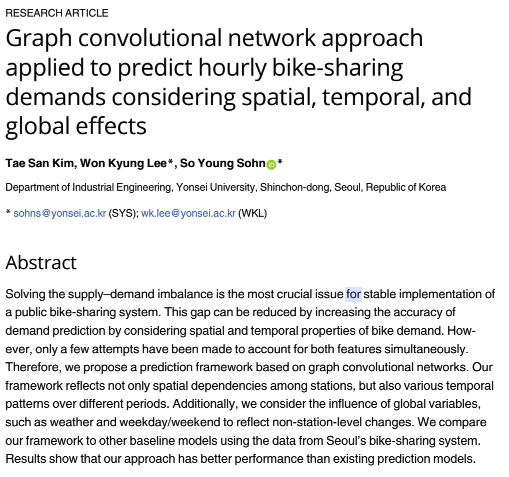 RESEARCH ARTICLE
Graph convolutional network approach
applied to predict hourly bike-sharing
demands considering spatial, temporal, and
global effects
Tae San Kim, Won Kyung Lee*, So Young Sohn*
Department of Industrial Engineering, Yonsei University, Shinchon-dong, Seoul, Republic of Korea
* sohns@yonsei.ac.kr (SYS); wk.lee@yonsei.ac.kr (WKL)
Abstract
Solving the supply–demand imbalance is the most crucial issue for stable implementation of
a public bike-sharing system. This gap can be reduced by increasing the accuracy of
demand prediction by considering spatial and temporal properties of bike demand. How-
ever, only a few attempts have been made to account for both features simultaneously.
Therefore, we propose a prediction framework based on graph convolutional networks. Our
framework reflects not only spatial dependencies among stations, but also various temporal
patterns over different periods. Additionally, we consider the influence of global variables,
such as weather and weekday/weekend to reflect non-station-level changes. We compare
our framework to other baseline models using the data from Seoul's bike-sharing system.
Results show that our approach has better performance than existing prediction models.